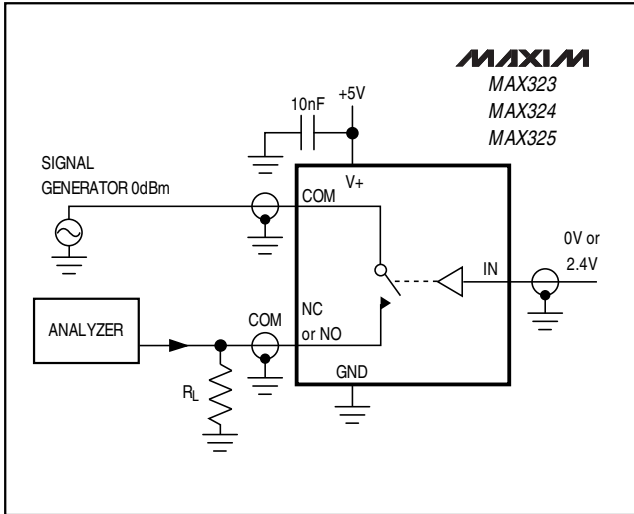 MAXIM
MAX323
MAX324
MAX325
10nF
+5V
SIGNAL
GENERATOR 0dBm
V+
COM
0V or
2.4V
IN
NC
or NO
COM
ANALYZER
RL
GND